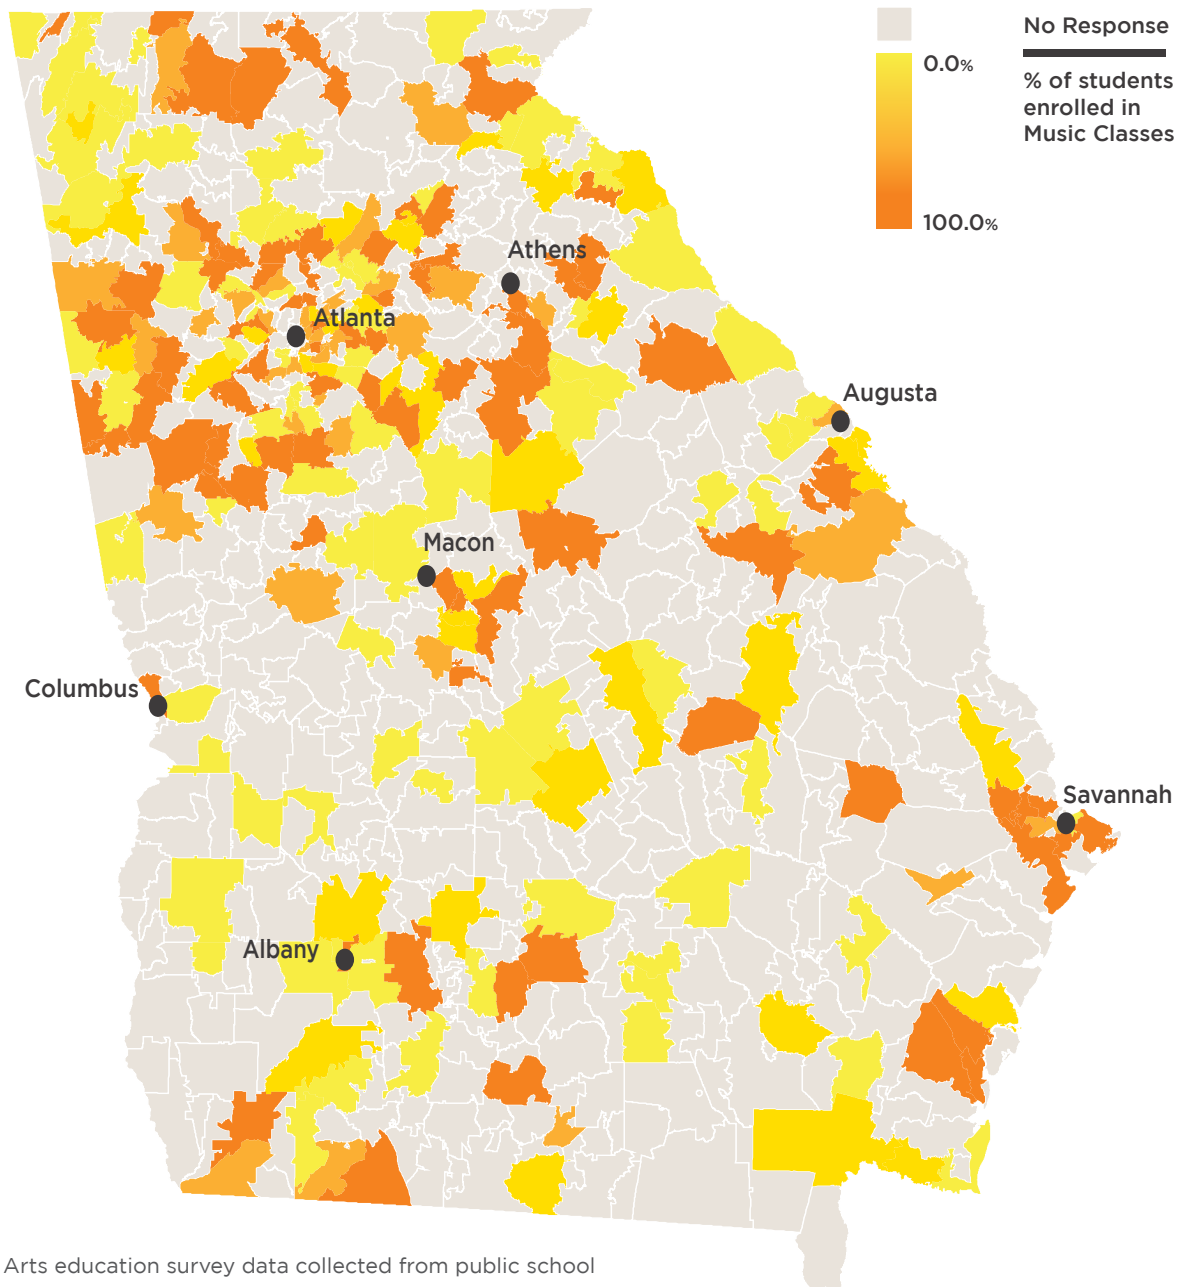 No Response
0.0%
% of students
enrolled in
Music Classes
100.0%
Athens
Atlanta
Augusta
Macon
Columbus
Savannah
Albany
Arts education survey data collected from public school